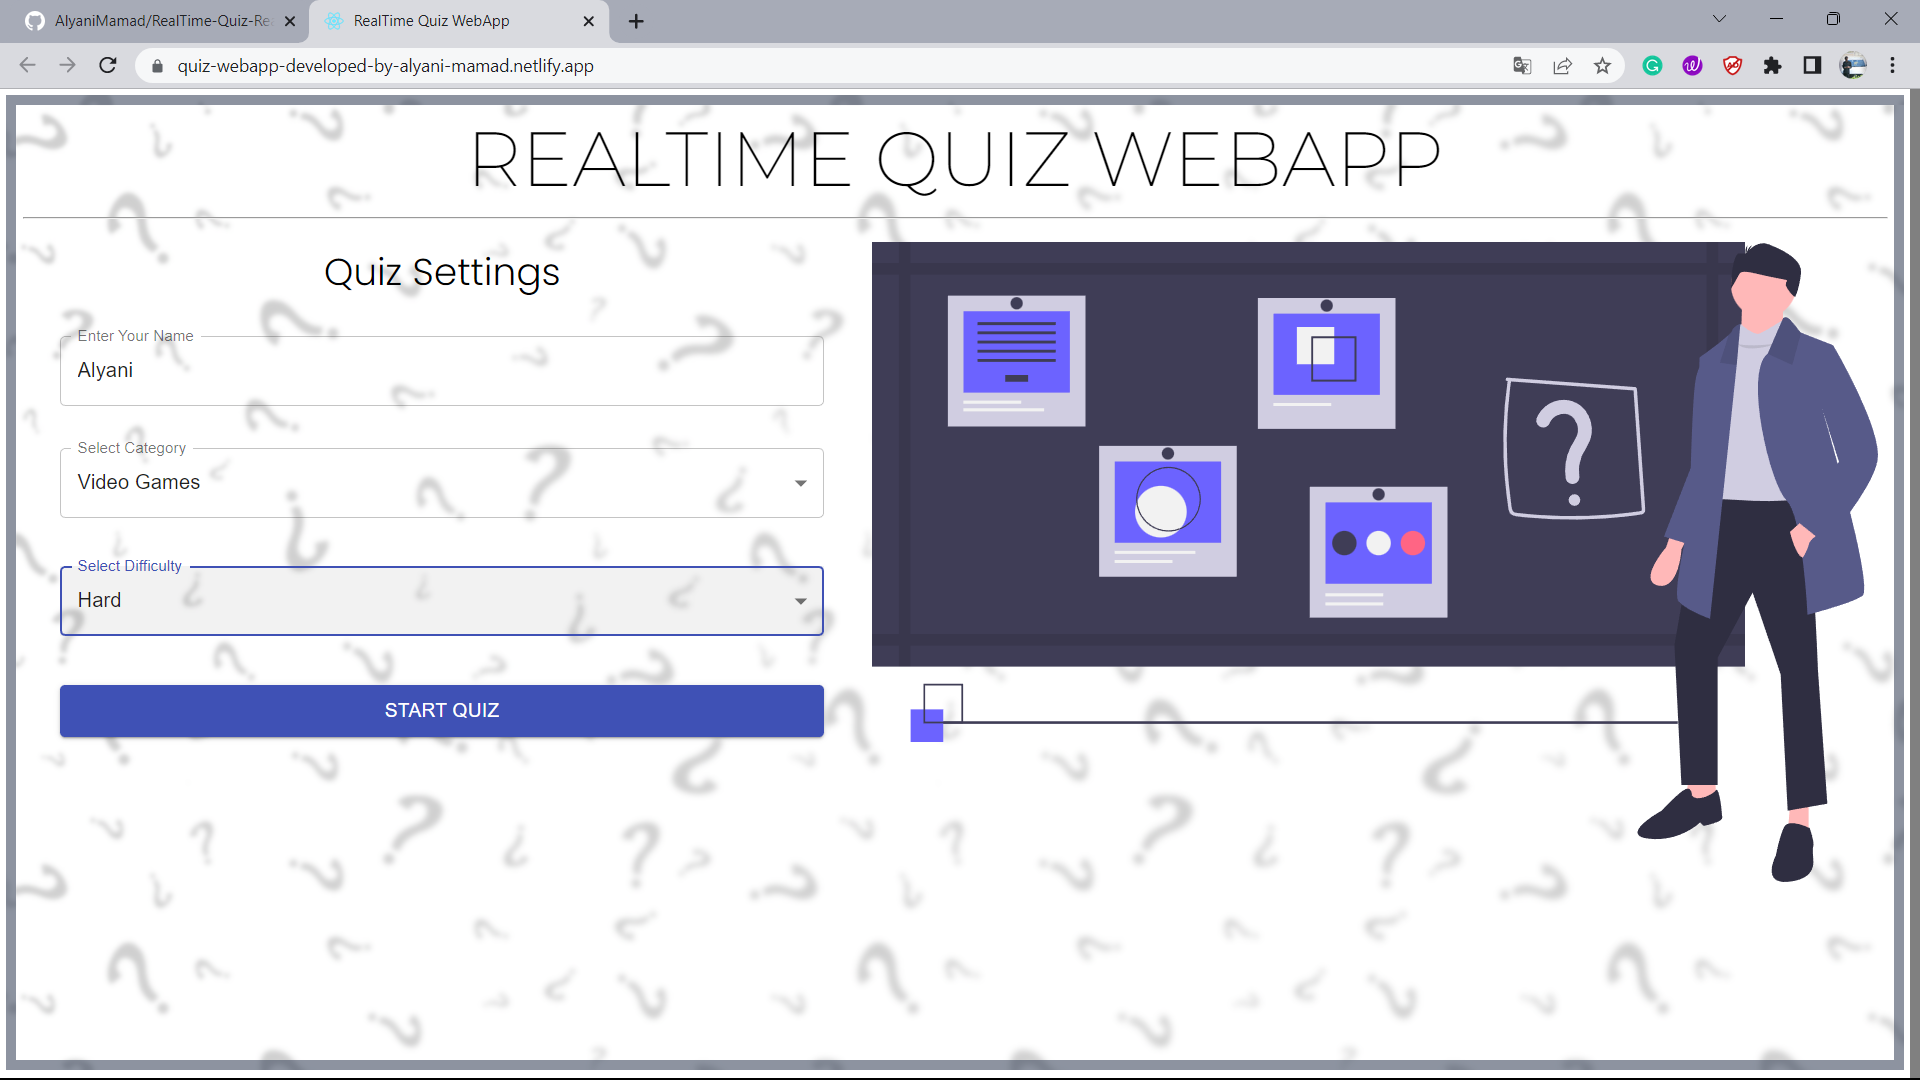 AlyaniMamad/RealTime-Quiz-Re
RealTime Quiz WebApp
quiz-webapp-developed-by-alyani-mamad.netlify.app
REALTIME QUIZ WEBAPP
Quiz Settings
Enter Your Name
Alyani
Select Category
Video Games
Select Difficulty
Hard
START QUIZ
?